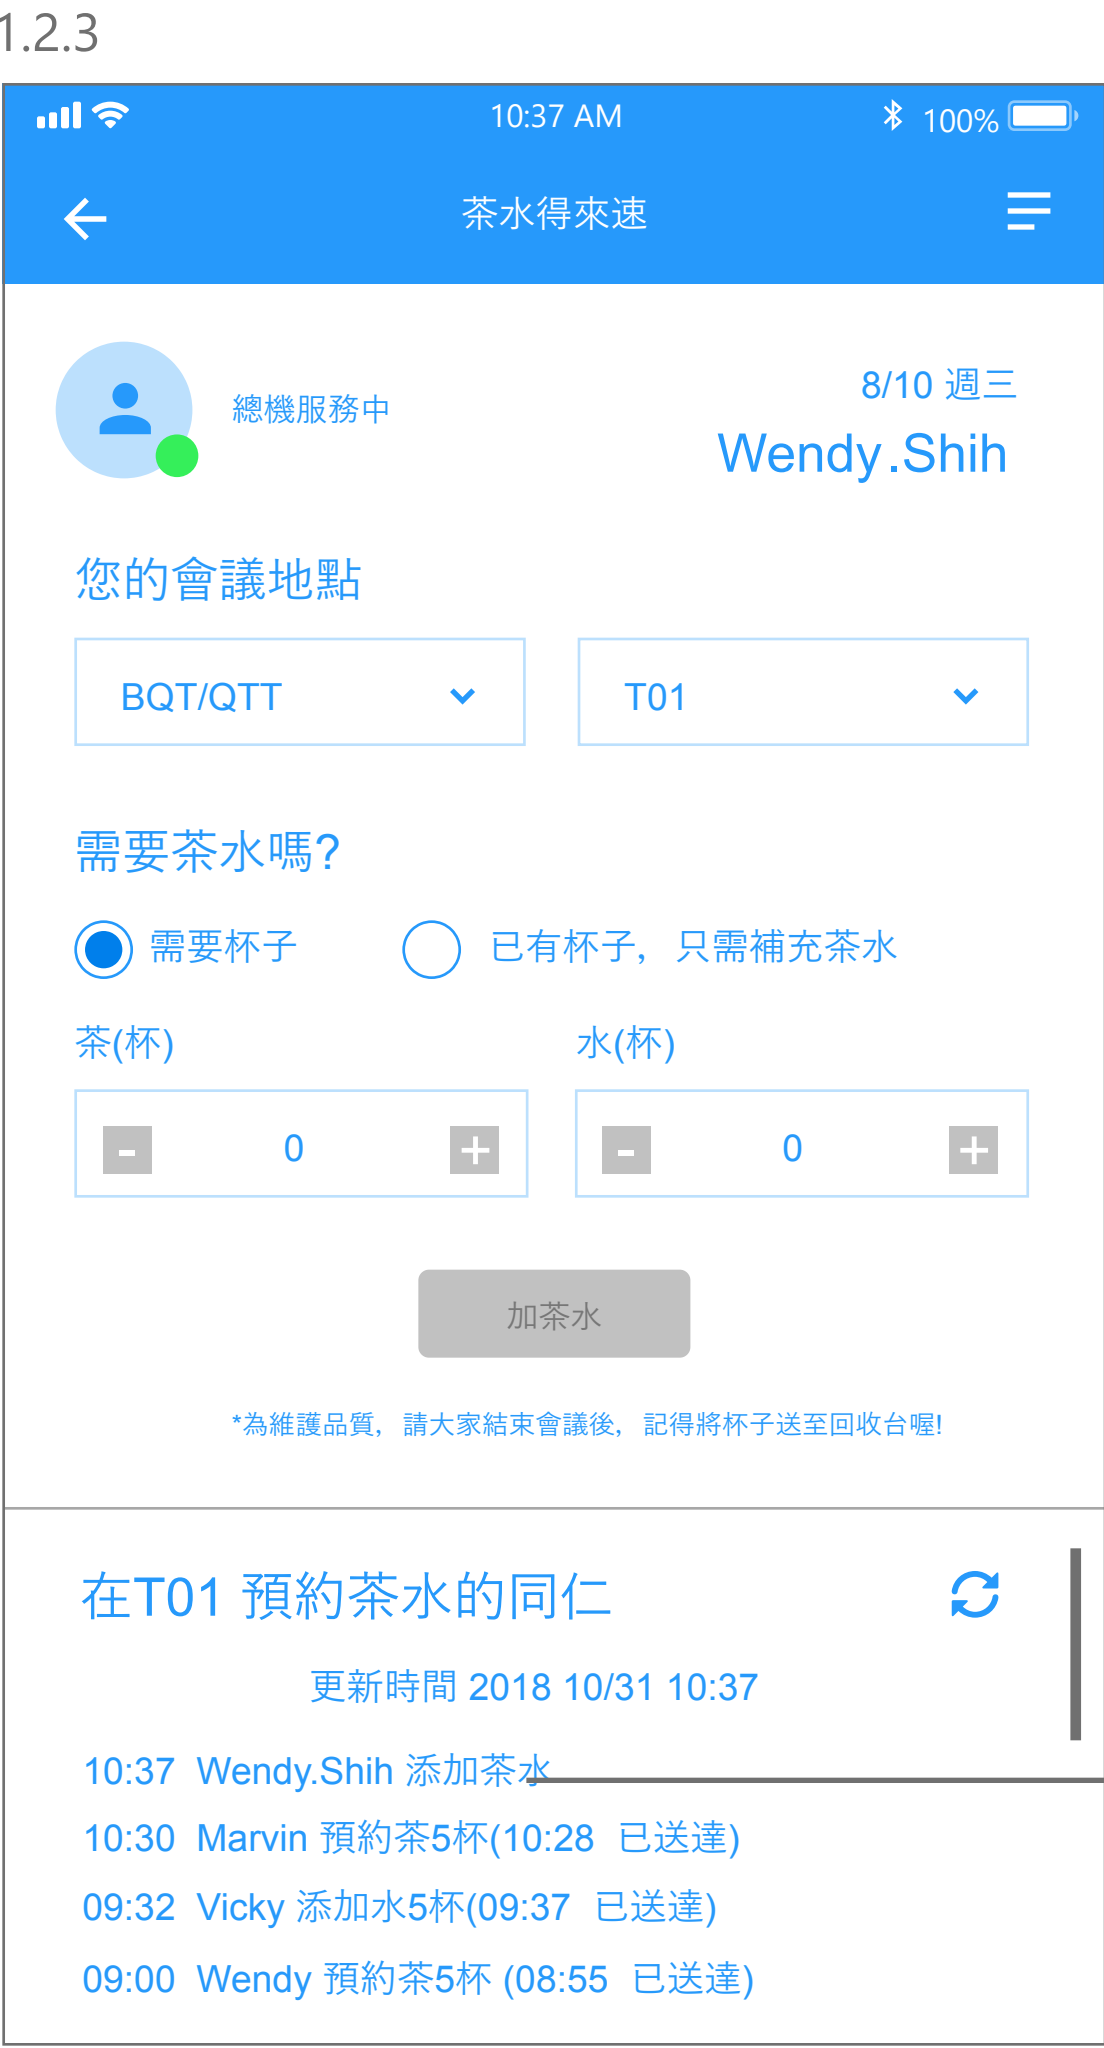 1.2.3
10:37 AM 100%
茶水得來速
總機服務中
8/10 週三
Wendy.Shih
您的會議地點
BQT/QTT T01
需要茶水嗎?
需要杯子 已有杯子，只需補充茶水
茶(杯) 水(杯)
- 0 + - 0 +
加茶水
*為維護品質，請大家結束會議後，記得將杯子送至回收台喔!
在T01 預約茶水的同仁
更新時間 2018 10/31 10:37
10:37 Wendy.Shih 添加茶水
10:30 Marvin 預約茶5杯(10:28 已送達)
09:32 Vicky 添加水5杯(09:37 已送達)
09:00 Wendy 預約茶5杯 (08:55 已送達)